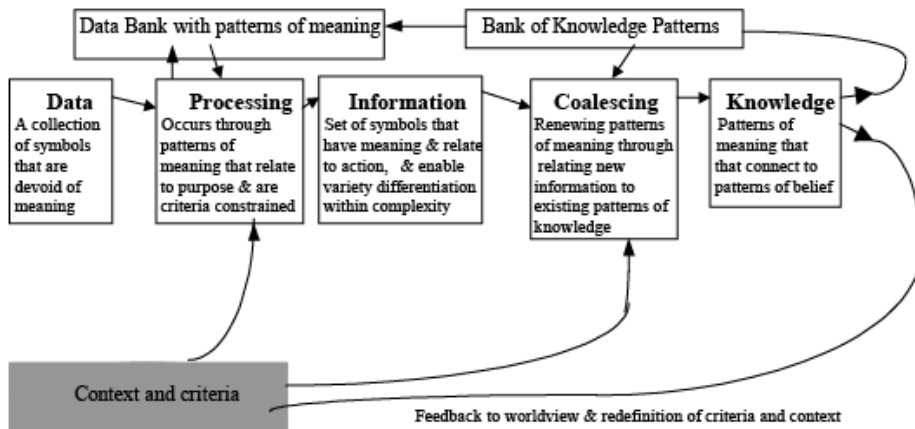 Data Bank with patterns of meaning
Bank of Knowledge Patterns
Data
A collection
of symbols
that are
devoid of
meaning
Processing
Occurs through
patterns of
meaning that relate
to purpose & are
criteria constrained
Information
Set of symbols that
have meaning & relate
to action, & enable
variety differentiation
within complexity
Coalescing
Renewing patterns
of meaning through
relating new
information to
existing patterns of
knowledge
Knowledge
Patterns of
meaning that
that connect to
patterns of belief
Context and criteria
Feedback to worldview & redefinition of criteria and context